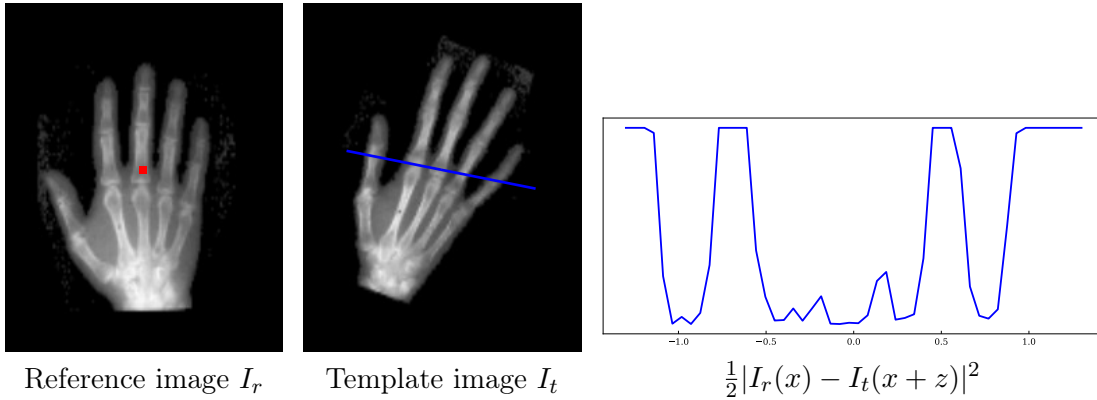 −1.0 −0.5 0.0 0.5 1.0
Reference image $I_r$ Template image $I_t$ $\frac{1}{2}|I_r(x) - I_t(x+z)|^2$